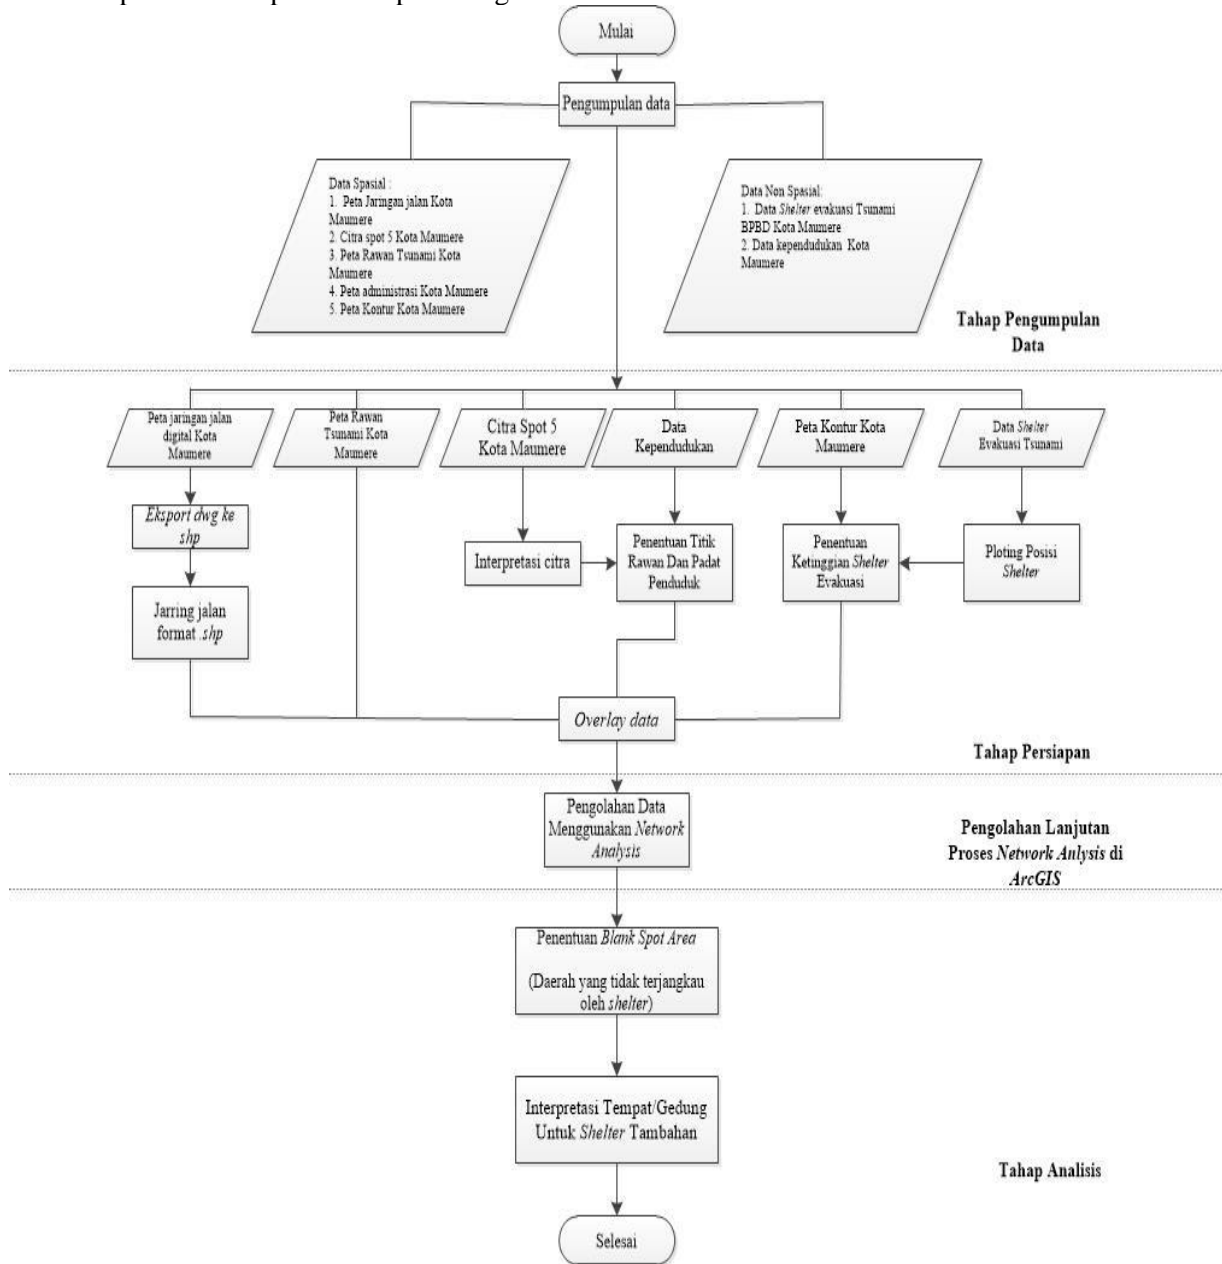 Mulai
Pengumpulan data
Data Spasial :
1. Peta Jaringan jalan Kota
Maumere
2. Citra spot 5 Kota Maumere
3. Peta Rawan Tsunami Kota
Maumere
4. Peta administrasi Kota Maumere
5. Peta Kontur Kota Maumere
Data Non Spasial:
1. Data Shelter evakuasi Tsunami
BPBD Kota Maumere
2. Data kependudukan Kota
Maumere
Tahap Pengumpulan
Data
Peta jaringan jalan
digital Kota
Maumere
Peta Rawan
Tsunami Kota
Maumere
Citra Spot 5
Kota Maumere
Data
Kependudukan
Peta Kontur Kota
Maumere
Data Shelter
Evakuasi Tsunami
Eksport dwg ke
shp
Interpretasi citra
Penentuan Titik
Rawan Dan Padat
Penduduk
Penentuan
Ketinggian Shelter
Evakuasi
Ploting Posisi
Shelter
Jarring jalan
format .shp
Overlay data
Tahap Persiapan
Pengolahan Data
Menggunakan Network
Analysis
Pengolahan Lanjutan
Proses Network Anlysis di
ArcGIS
Penentuan Blank Spot Area
(Daerah yang tidak terjangkau
oleh shelter)
Interpretasi Tempat/Gedung
Untuk Shelter Tambahan
Tahap Analisis
Selesai